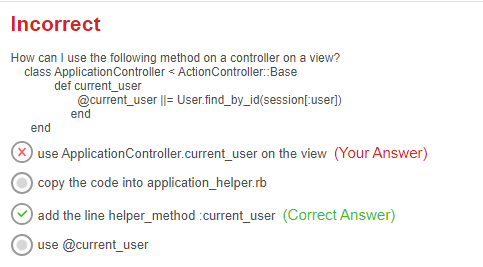 Incorrect
How can I use the following method on a controller on a view?
class ApplicationController < ActionController::Base
def current_user
@current_user ||= User.find_by_id(session[:user])
end
end
use ApplicationController.current_user on the view (Your Answer)
copy the code into application_helper.rb
add the line helper_method :current_user (Correct Answer)
use @current_user